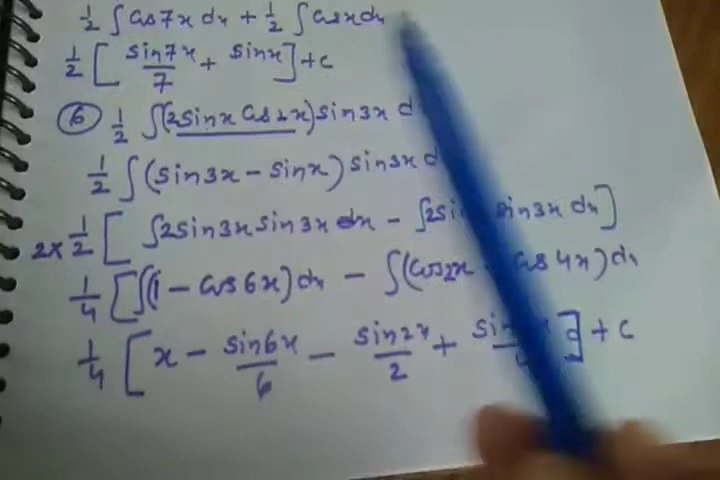 ½ ∫ cos7x dx + ½ ∫ cosx dx
½ [ sin7x/7 + sinx ] + c
⑥ ½ ∫(2sinx cos2x) sin3x d
½ ∫ (sin3x - sinx) sin3x d
2× ½ [ ∫2sin3x sin3x dx - ∫2si sin3x dx ]
¼ [ ∫(1 - cos6x) dx - ∫(cos2x - cos4x) dx
¼ [ x - sin6x/6 - sin2x/2 + sin ] + c